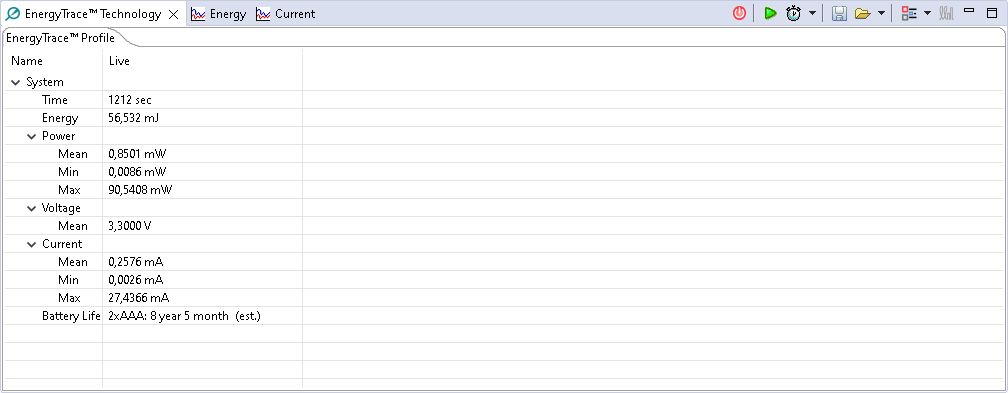 EnergyTrace™ Technology Energy Current
EnergyTrace™ Profile
Name Live
System
Time 1212 sec
Energy 56,532 mJ
Power
Mean 0,8501 mW
Min 0,0086 mW
Max 90,5408 mW
Voltage
Mean 3,3000 V
Current
Mean 0,2576 mA
Min 0,0026 mA
Max 27,4366 mA
Battery Life 2xAAA: 8 year 5 month (est.)